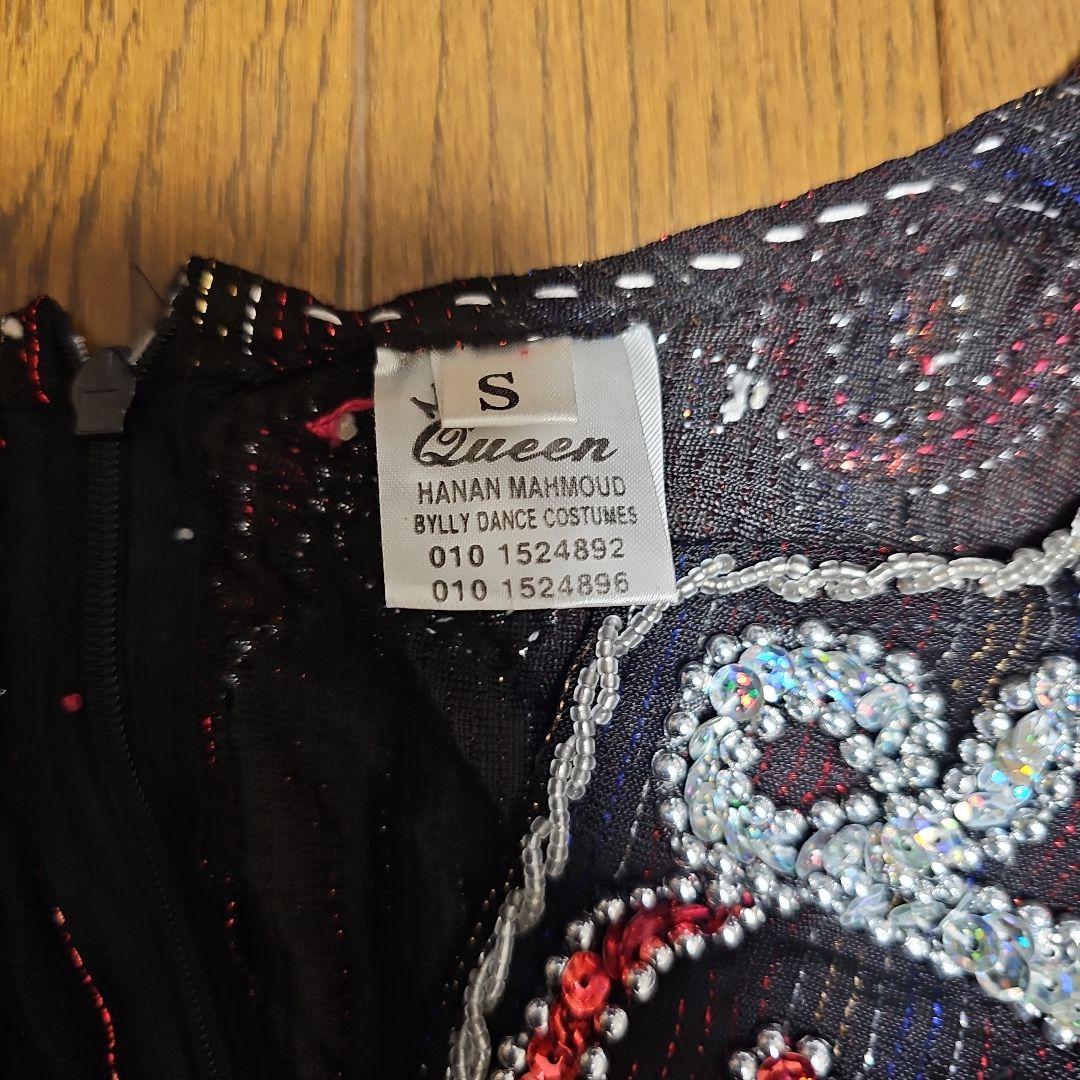 S
Queen
HANAN MAHMOUD
BYLLY DANCE COSTUMES
010 1524892
010 1524896